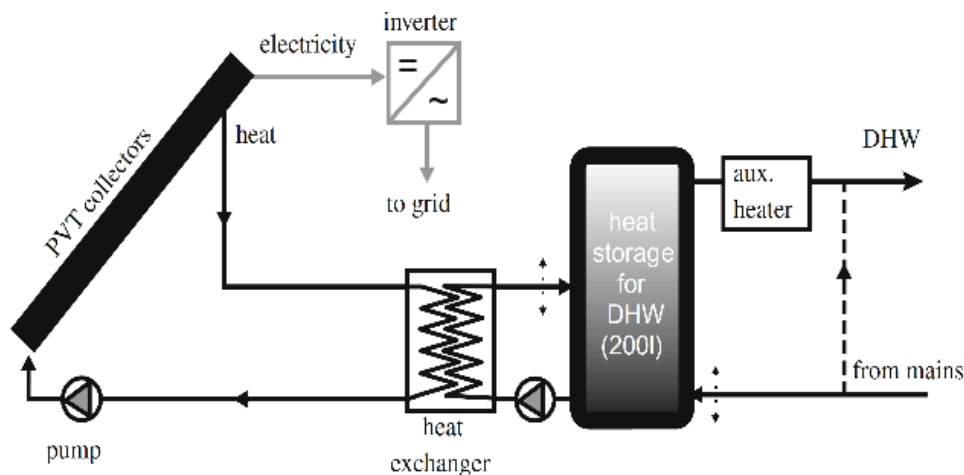 inverter
electricity
=
~
heat
PVT collectors
to grid
DHW
aux.
heater
heat
storage
for
DHW
(200l)
from mains
pump
heat
exchanger